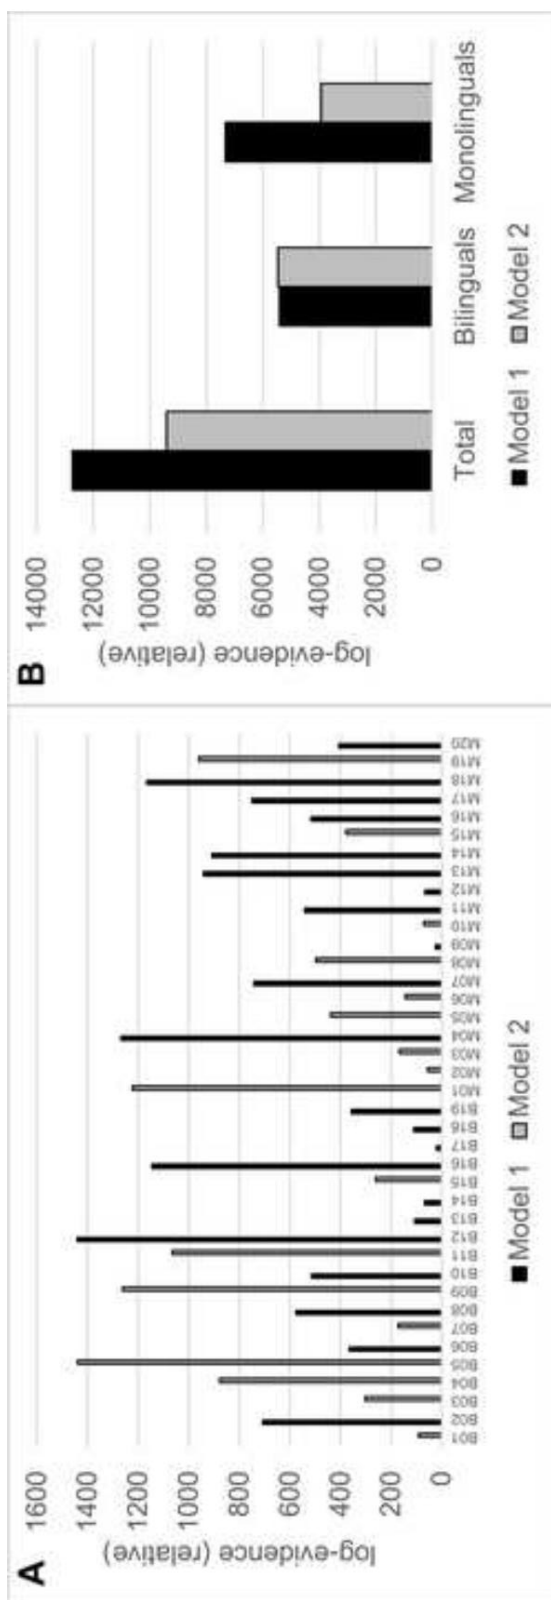 A
log-evidence (relative)
1600
1400
1200
1000
800
600
400
200
0
B01 B02 B03 B04 B05 B06 B07 B08 B09 B10 B11 B12 B13 B14 B15 B16 B17 B18 B19 M01 M02 M03 M04 M05 M06 M07 M08 M09 M10 M11 M12 M13 M14 M15 M16 M17 M18 M19 M20
Model 1 Model 2
B
log-evidence (relative)
14000
12000
10000
8000
6000
4000
2000
0
Total Bilinguals Monolinguals
Model 1 Model 2